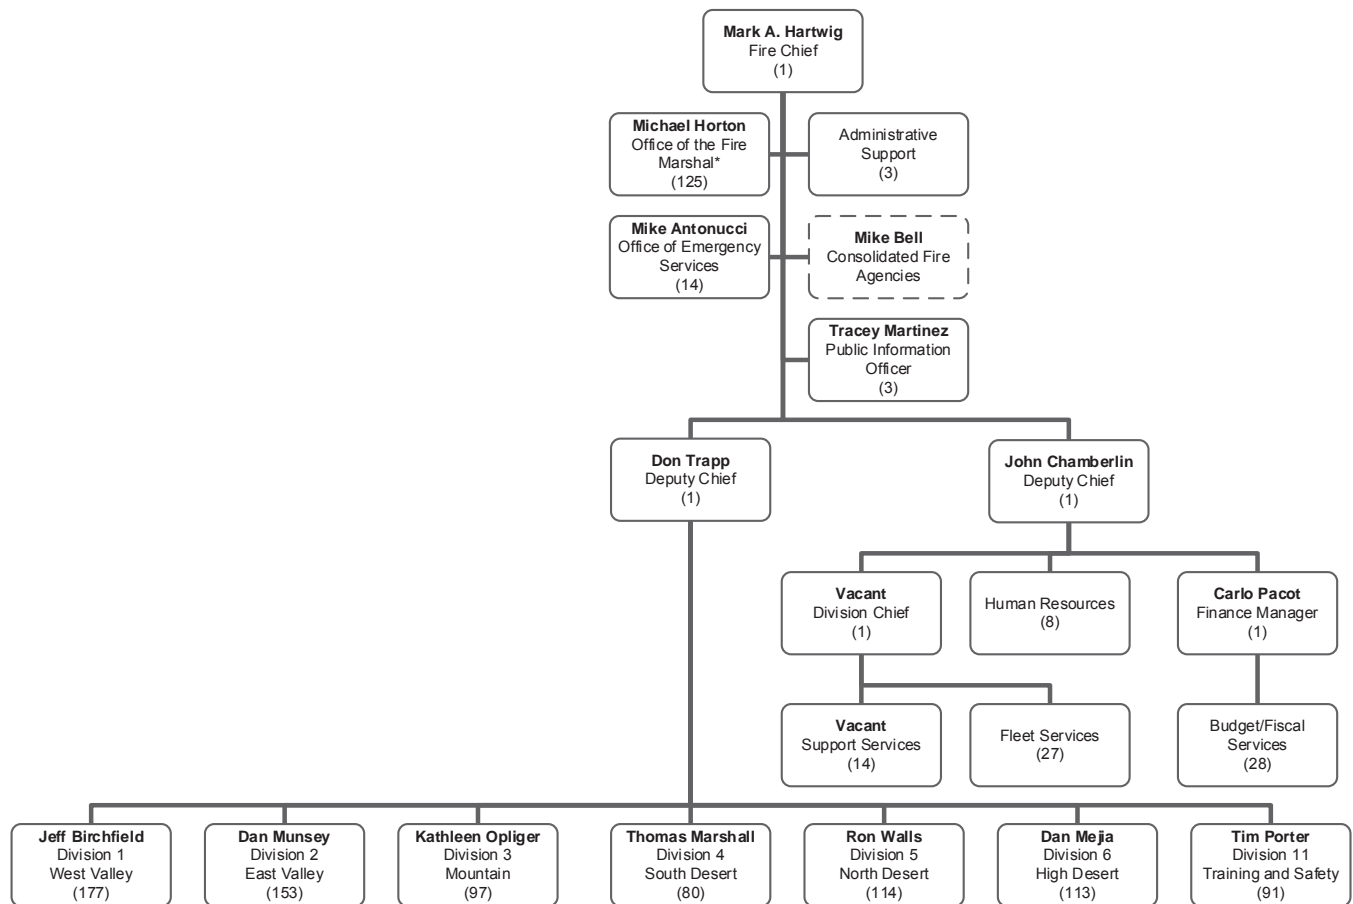 Mark A. Hartwig
Fire Chief
(1)
Michael Horton
Office of the Fire
Marshal*
(125)
Administrative
Support
(3)
Mike Antonucci
Office of Emergency
Services
(14)
Mike Bell
Consolidated Fire
Agencies
Tracey Martinez
Public Information
Officer
(3)
Don Trapp
Deputy Chief
(1)
John Chamberlin
Deputy Chief
(1)
Vacant
Division Chief
(1)
Human Resources
(8)
Carlo Pacot
Finance Manager
(1)
Vacant
Support Services
(14)
Fleet Services
(27)
Budget/Fiscal
Services
(28)
Jeff Birchfield
Division 1
West Valley
(177)
Dan Munsey
Division 2
East Valley
(153)
Kathleen Opliger
Division 3
Mountain
(97)
Thomas Marshall
Division 4
South Desert
(80)
Ron Walls
Division 5
North Desert
(114)
Dan Mejia
Division 6
High Desert
(113)
Tim Porter
Division 11
Training and Safety
(91)